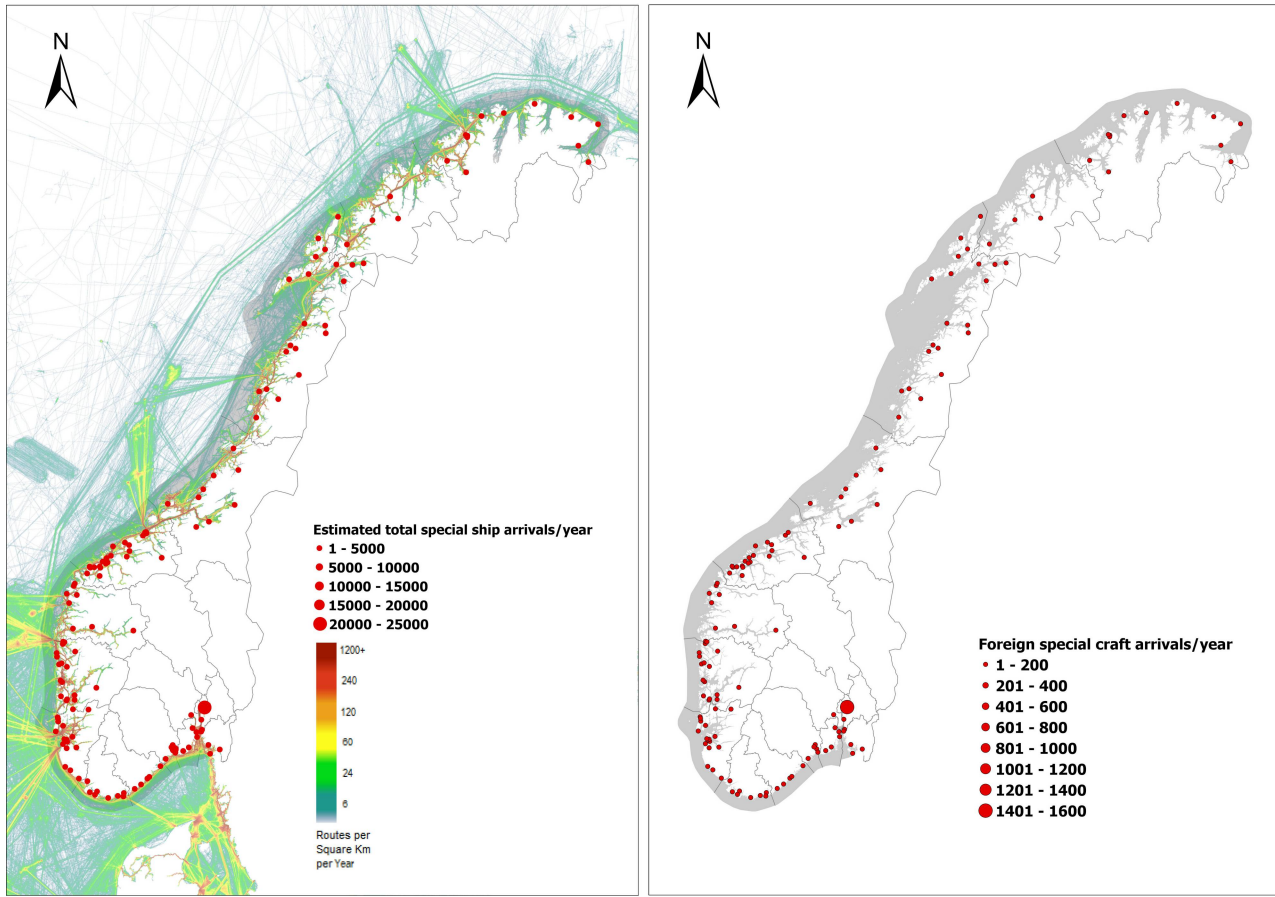 N
Estimated total special ship arrivals/year
1 - 5000
5000 - 10000
10000 - 15000
15000 - 20000
20000 - 25000
1200+
240
120
60
24
6
Routes per
Square Km
per Year
N
Foreign special craft arrivals/year
1 - 200
201 - 400
401 - 600
601 - 800
801 - 1000
1001 - 1200
1201 - 1400
1401 - 1600